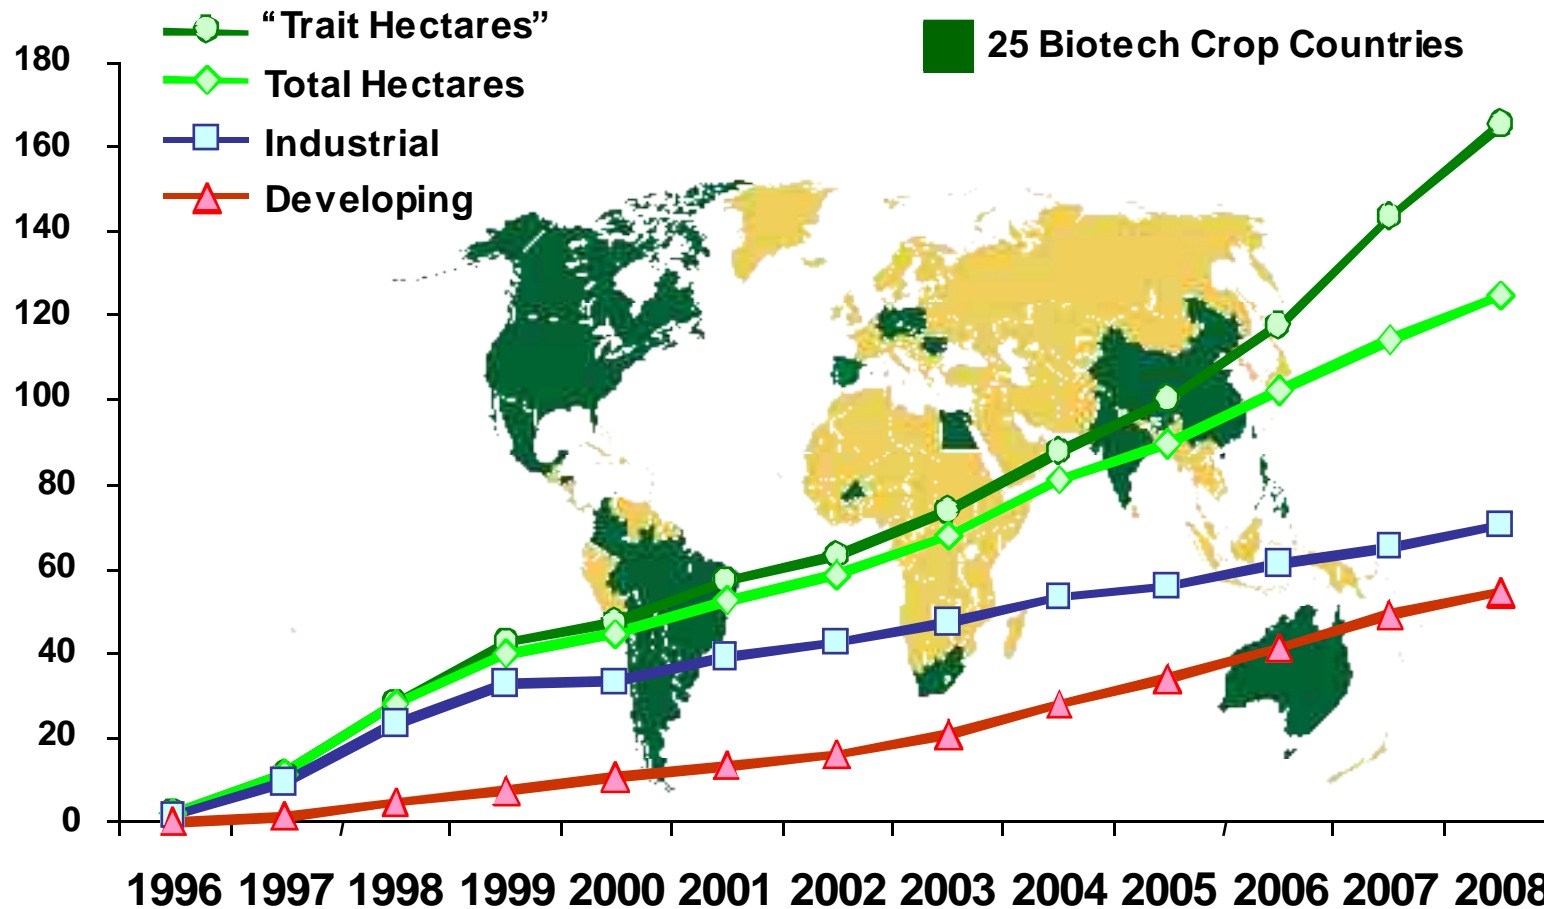 “Trait Hectares”
Total Hectares
Industrial
Developing
25 Biotech Crop Countries
180
160
140
120
100
80
60
40
20
0
1996 1997 1998 1999 2000 2001 2002 2003 2004 2005 2006 2007 2008